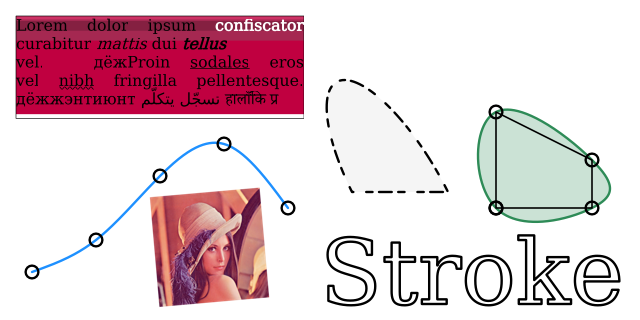 Lorem dolor ipsum confiscator
curabitur mattis dui tellus
vel. дёжProin sodales eros
vel nibh fringilla pellentesque.
дёжжэнтиюнт نسجّل يتكلّم हालाँकि प्र
Stroke